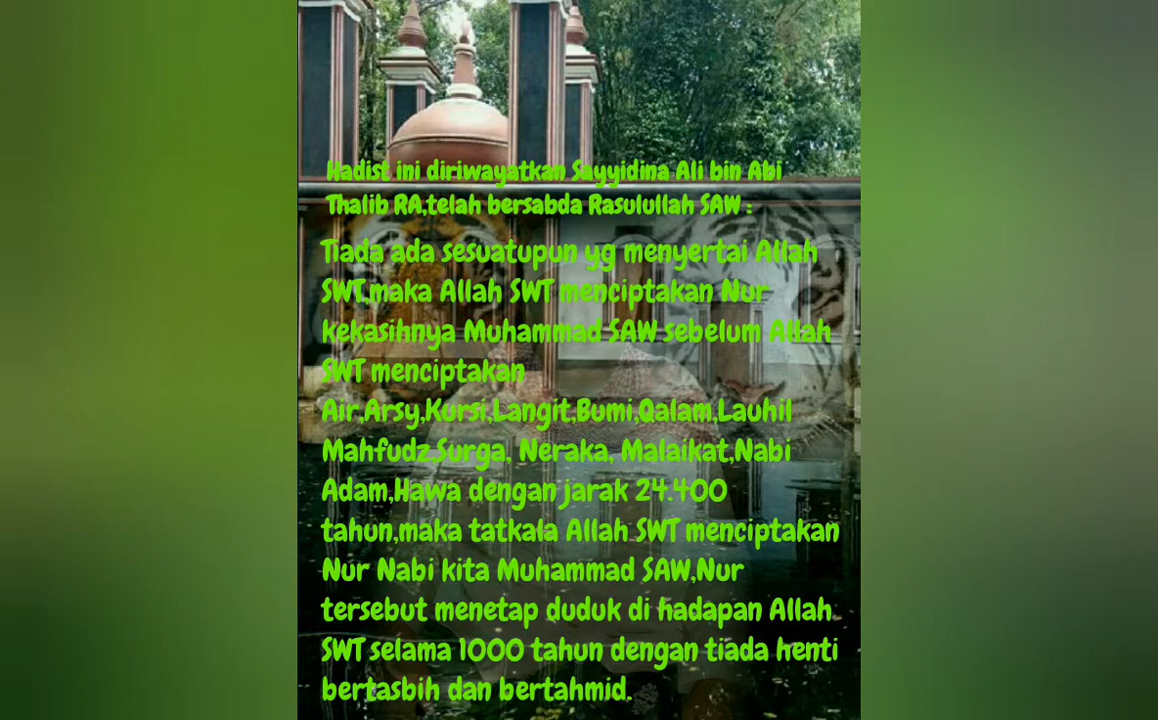 Hadist ini diriwayatkan Sayyidina Ali bin Abi
Thalib RA,telah bersabda Rasulullah SAW :
Tiada ada sesuatupun yg menyertai Allah
SWT,maka Allah SWT menciptakan Nur
kekasihnya Muhammad SAW sebelum Allah
SWT menciptakan
Air,Arsy,Kursi,Langit,Bumi,Qalam,Lauhil
Mahfudz,Surga, Neraka, Malaikat,Nabi
Adam,Hawa dengan jarak 24.400
tahun,maka tatkala Allah SWT menciptakan
Nur Nabi kita Muhammad SAW,Nur
tersebut menetap duduk di hadapan Allah
SWT selama 1000 tahun dengan tiada henti
bertasbih dan bertahmid.